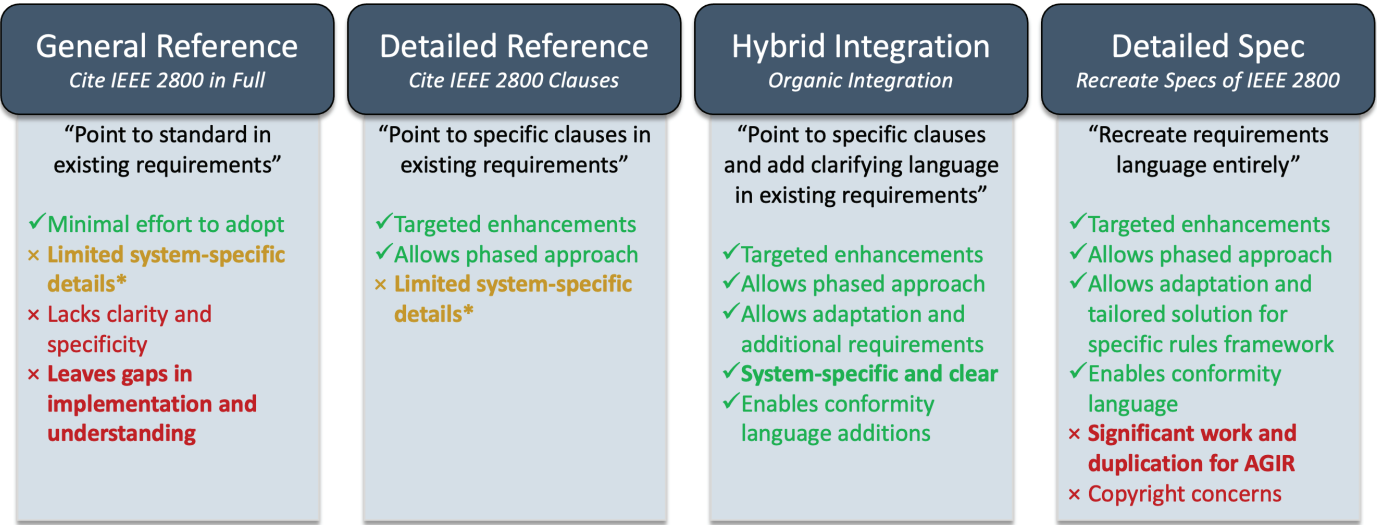 General Reference
Cite IEEE 2800 in Full
“Point to standard in
existing requirements”
✓Minimal effort to adopt
× Limited system-specific
details*
× Lacks clarity and
specificity
× Leaves gaps in
implementation and
understanding
Detailed Reference
Cite IEEE 2800 Clauses
“Point to specific clauses in
existing requirements”
✓Targeted enhancements
✓Allows phased approach
× Limited system-specific
details*
Hybrid Integration
Organic Integration
“Point to specific clauses
and add clarifying language
in existing requirements”
✓Targeted enhancements
✓Allows phased approach
✓Allows adaptation and
additional requirements
✓System-specific and clear
✓Enables conformity
language additions
Detailed Spec
Recreate Specs of IEEE 2800
“Recreate requirements
language entirely”
✓Targeted enhancements
✓Allows phased approach
✓Allows adaptation and
tailored solution for
specific rules framework
✓Enables conformity
language
× Significant work and
duplication for AGIR
× Copyright concerns